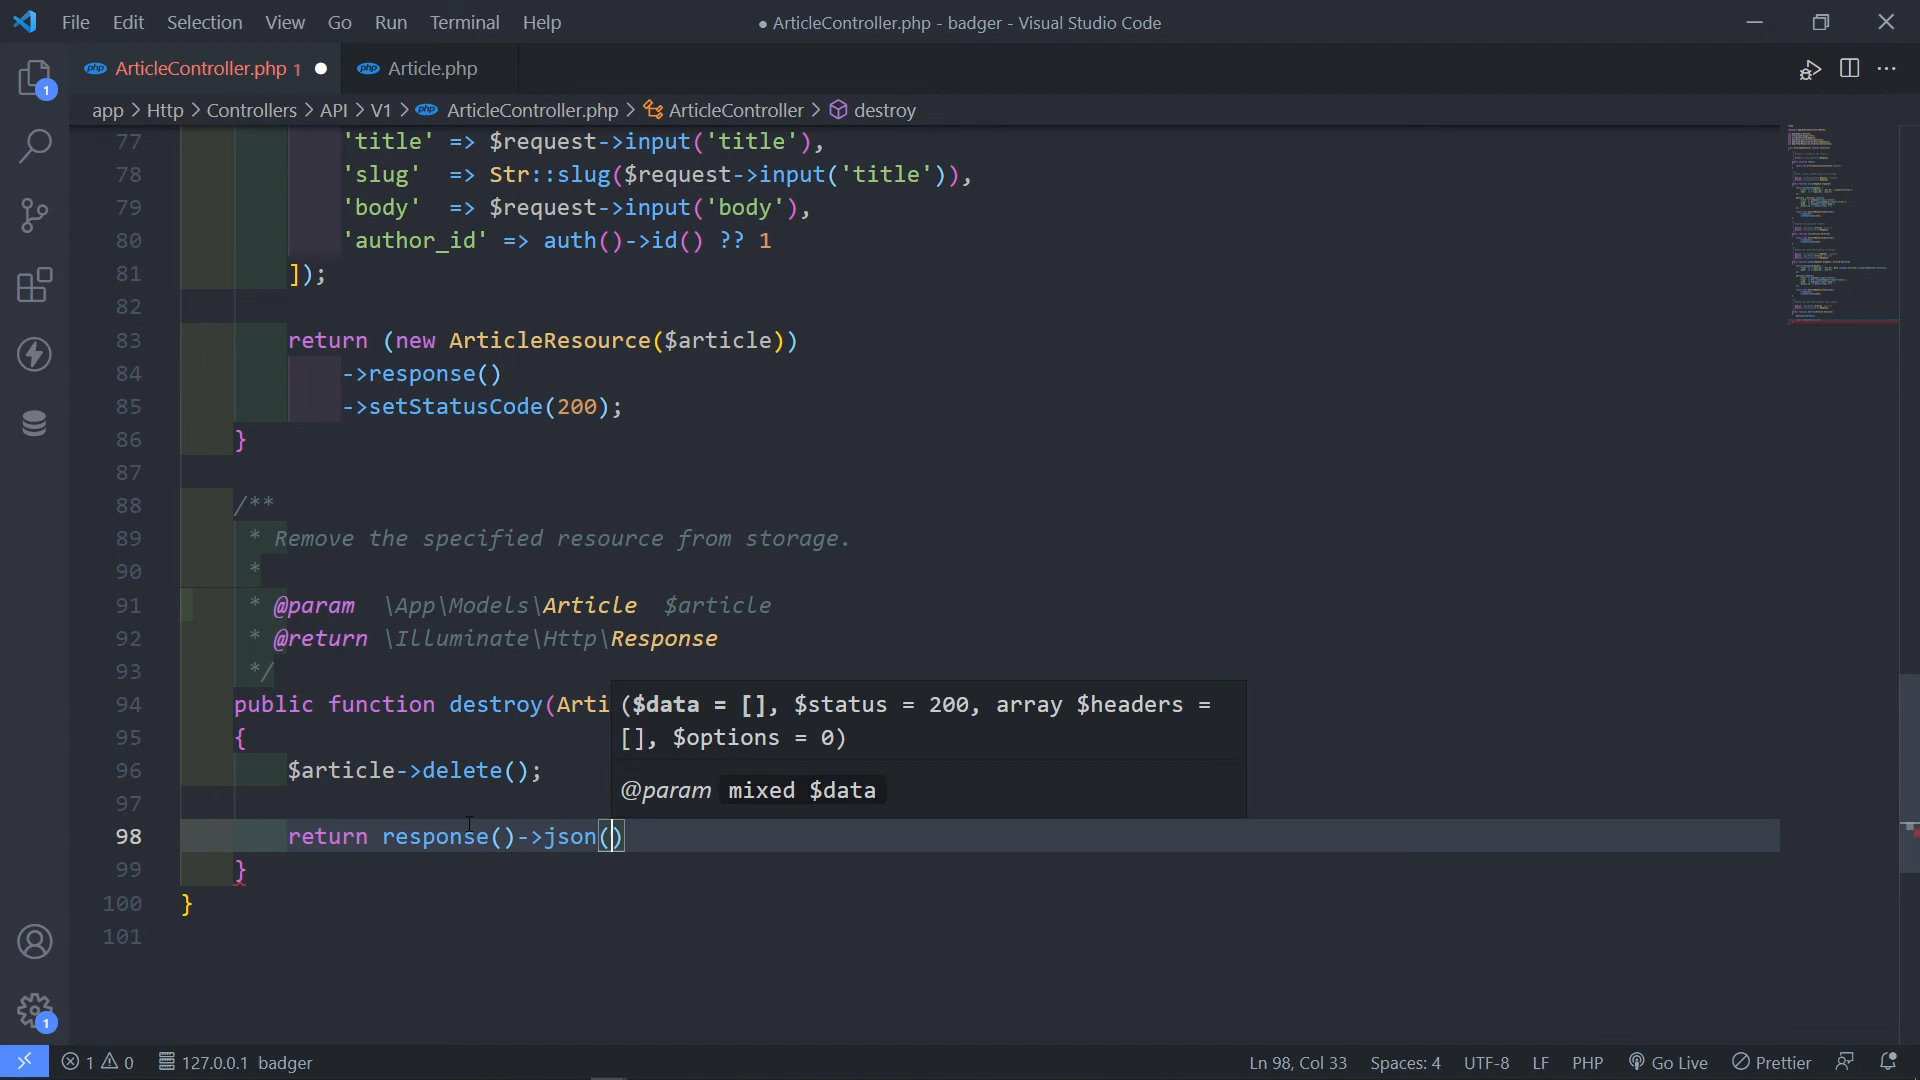 File Edit Selection View Go Run Terminal Help ● ArticleController.php - badger - Visual Studio Code
php ArticleController.php 1 ● php Article.php
app > Http > Controllers > API > V1 > php ArticleController.php > ArticleController > destroy
77 'title' => $request->input('title'),
78 'slug' => Str::slug($request->input('title')),
79 'body' => $request->input('body'),
80 'author_id' => auth()->id() ?? 1
81 ]);
82
83 return (new ArticleResource($article))
84 ->response()
85 ->setStatusCode(200);
86 }
87
88 /**
89 * Remove the specified resource from storage.
90 *
91 * @param \App\Models\Article $article
92 * @return \Illuminate\Http\Response
93 */
94 public function destroy(Arti
($data = [], $status = 200, array $headers =
[], $options = 0)
@param mixed $data
95 {
96 $article->delete();
97
98 return response()->json()
99 }
100 }
101
1
1
1 0 127.0.0.1 badger Ln 98, Col 33 Spaces: 4 UTF-8 LF PHP Go Live Prettier